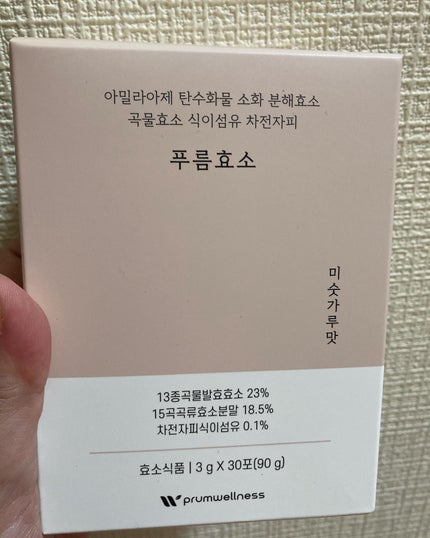 아밀라아제 탄수화물 소화 분해효소
곡물효소 식이섬유 차전자피
푸름효소
미숫가루맛
13종곡물발효효소 23%
15곡곡류효소분말 18.5%
차전자피식이섬유 0.1%
효소식품 | 3 g X 30포(90 g)
prumwellness